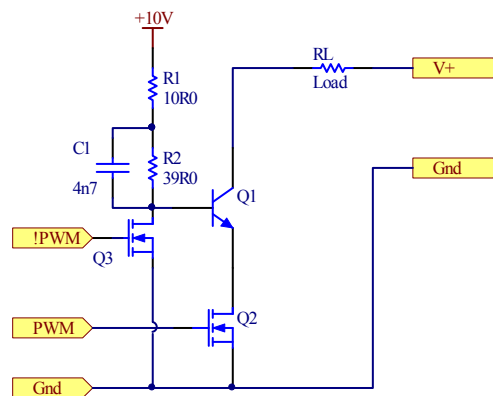 +10V
R1
10R0
RL
Load
V+
C1
4n7
R2
39R0
Gnd
Q1
!PWM
Q3
PWM
Q2
Gnd